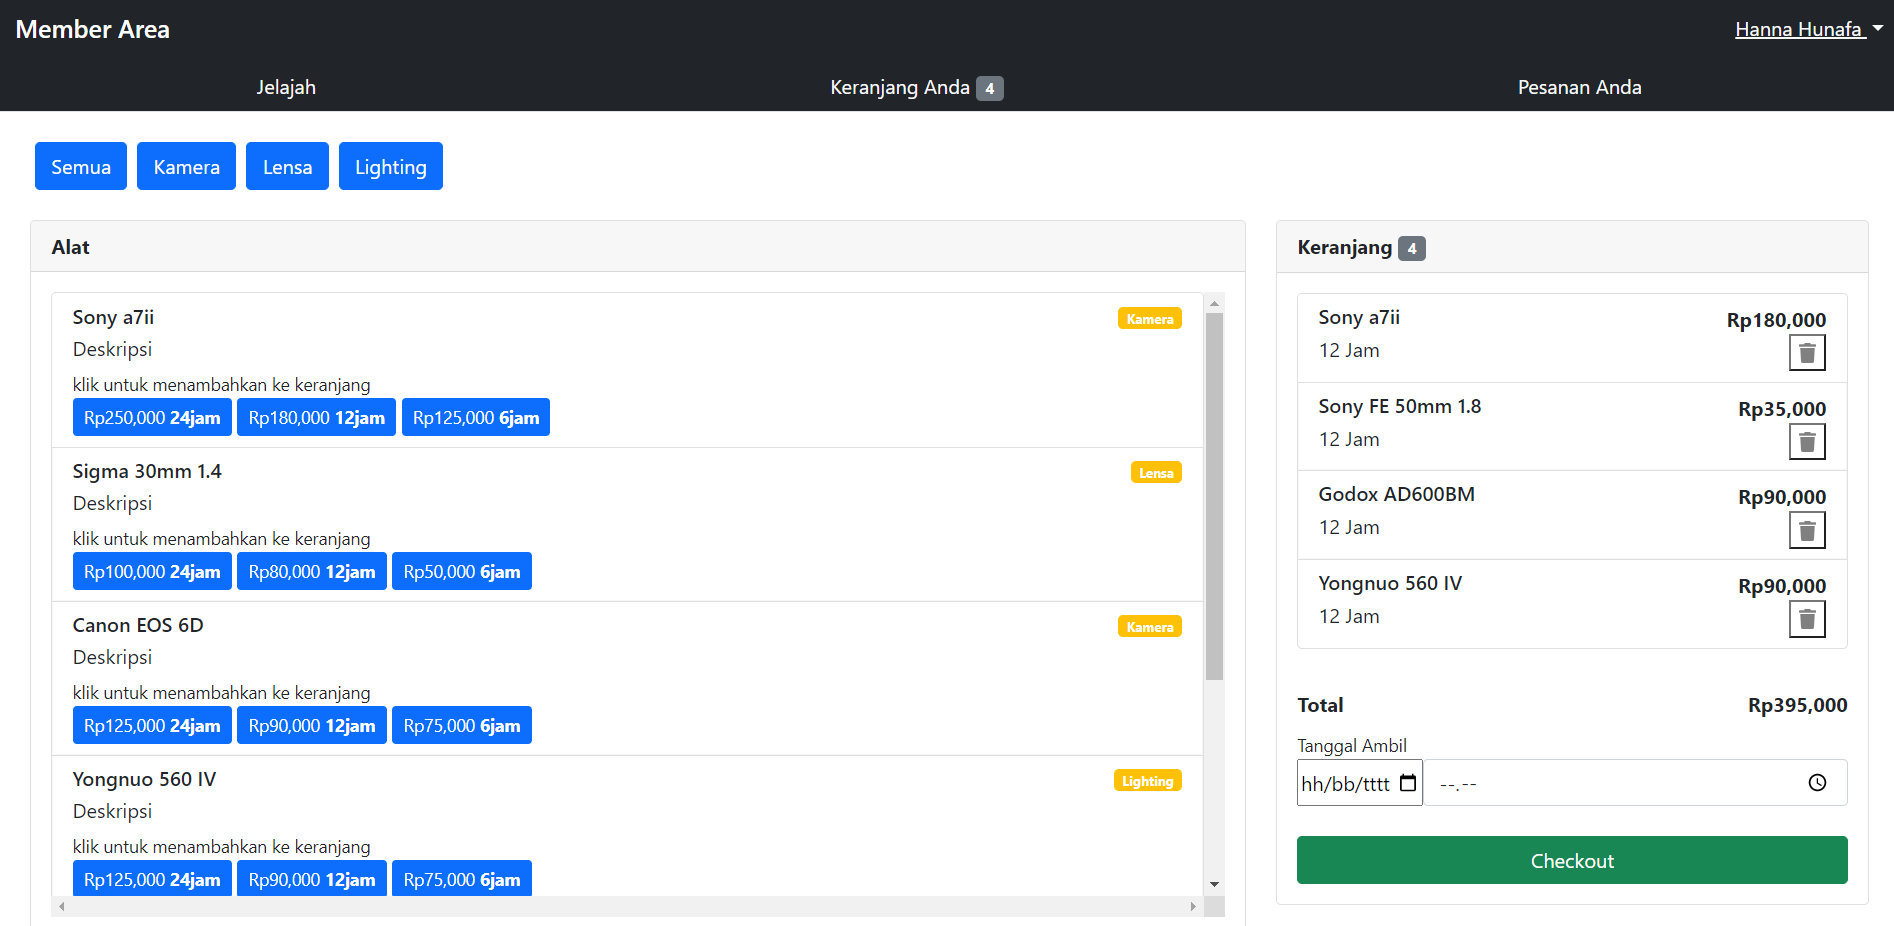 Member Area
Hanna Hunafa
Jelajah
Keranjang Anda 4
Pesanan Anda
Semua
Kamera
Lensa
Lighting
Alat
Sony a7ii
Kamera
Deskripsi
klik untuk menambahkan ke keranjang
Rp250,000 24jam
Rp180,000 12jam
Rp125,000 6jam
Sigma 30mm 1.4
Lensa
Deskripsi
klik untuk menambahkan ke keranjang
Rp100,000 24jam
Rp80,000 12jam
Rp50,000 6jam
Canon EOS 6D
Kamera
Deskripsi
klik untuk menambahkan ke keranjang
Rp125,000 24jam
Rp90,000 12jam
Rp75,000 6jam
Yongnuo 560 IV
Lighting
Deskripsi
klik untuk menambahkan ke keranjang
Rp125,000 24jam
Rp90,000 12jam
Rp75,000 6jam
Keranjang 4
Sony a7ii
Rp180,000
12 Jam
Sony FE 50mm 1.8
Rp35,000
12 Jam
Godox AD600BM
Rp90,000
12 Jam
Yongnuo 560 IV
Rp90,000
12 Jam
Total
Rp395,000
Tanggal Ambil
hh/bb/tttt
--.--
Checkout